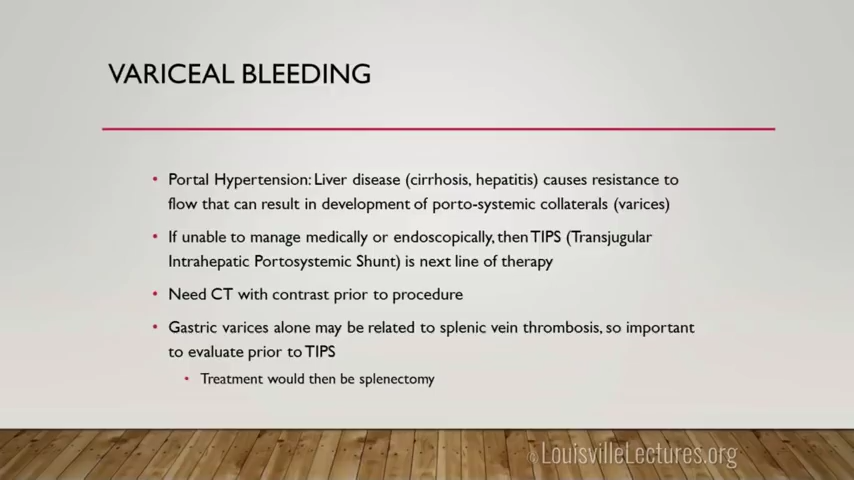 VARICEAL BLEEDING
• Portal Hypertension: Liver disease (cirrhosis, hepatitis) causes resistance to
flow that can result in development of porto-systemic collaterals (varices)
• If unable to manage medically or endoscopically, then TIPS (Transjugular
Intrahepatic Portosystemic Shunt) is next line of therapy
• Need CT with contrast prior to procedure
• Gastric varices alone may be related to splenic vein thrombosis, so important
to evaluate prior to TIPS
• Treatment would then be splenectomy
© LouisvilleLectures.org